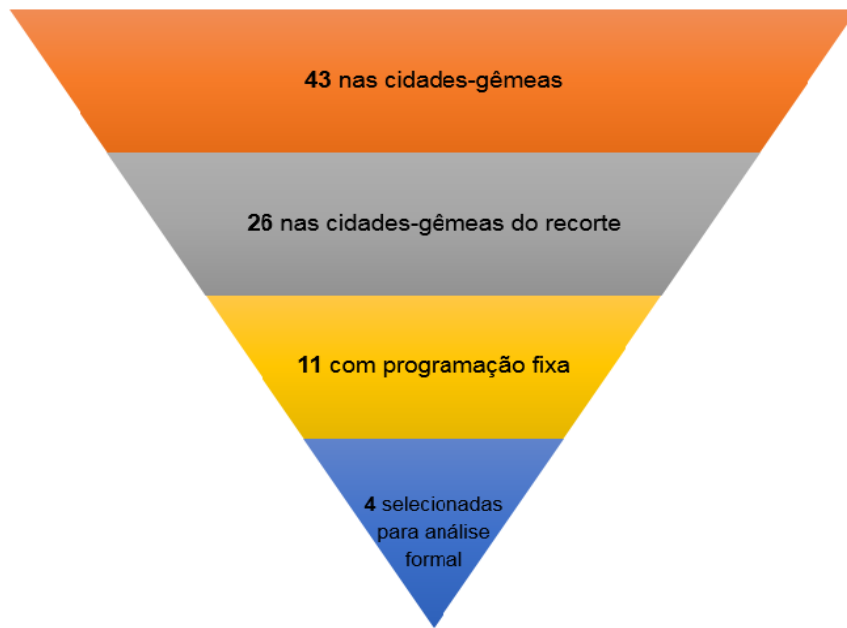 43 nas cidades-gêmeas
26 nas cidades-gêmeas do recorte
11 com programação fixa
4 selecionadas
para análise
formal